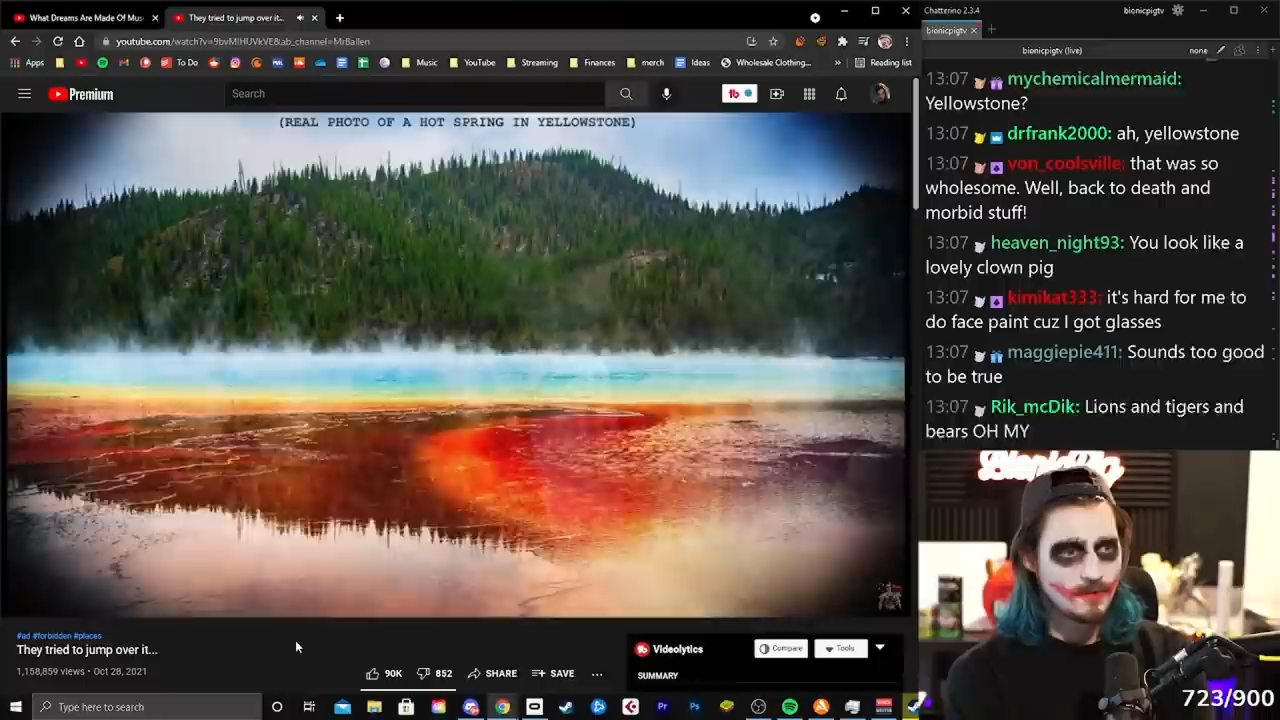 What Dreams Are Made Of Mus
They tried to jump over it...
youtube.com/watch?v=9bvMIHUVkVE&ab_channel=MrBallen
Apps
To Do
Music
YouTube
Streaming
Finances
merch
Ideas
Wholesale Clothing...
»
Reading list
Premium
Search
(REAL PHOTO OF A HOT SPRING IN YELLOWSTONE)
#ad #forbidden #places
They tried to jump over it...
1,158,859 views • Oct 28, 2021
90K
852
SHARE
SAVE
Videolytics
Compare
Tools
SUMMARY
Type here to search
Chatterino 2.3.4
bionicpigtv
bionicpigtv
bionicpigtv (live)
none
13:07 mychemicalmermaid:
Yellowstone?
13:07 drfrank2000: ah, yellowstone
13:07 von_coolsville: that was so
wholesome. Well, back to death and
morbid stuff!
13:07 heaven_night93: You look like a
lovely clown pig
13:07 kimikat333: it's hard for me to
do face paint cuz I got glasses
13:07 maggiepie411: Sounds too good
to be true
13:07 Rik_mcDik: Lions and tigers and
bears OH MY
723/900